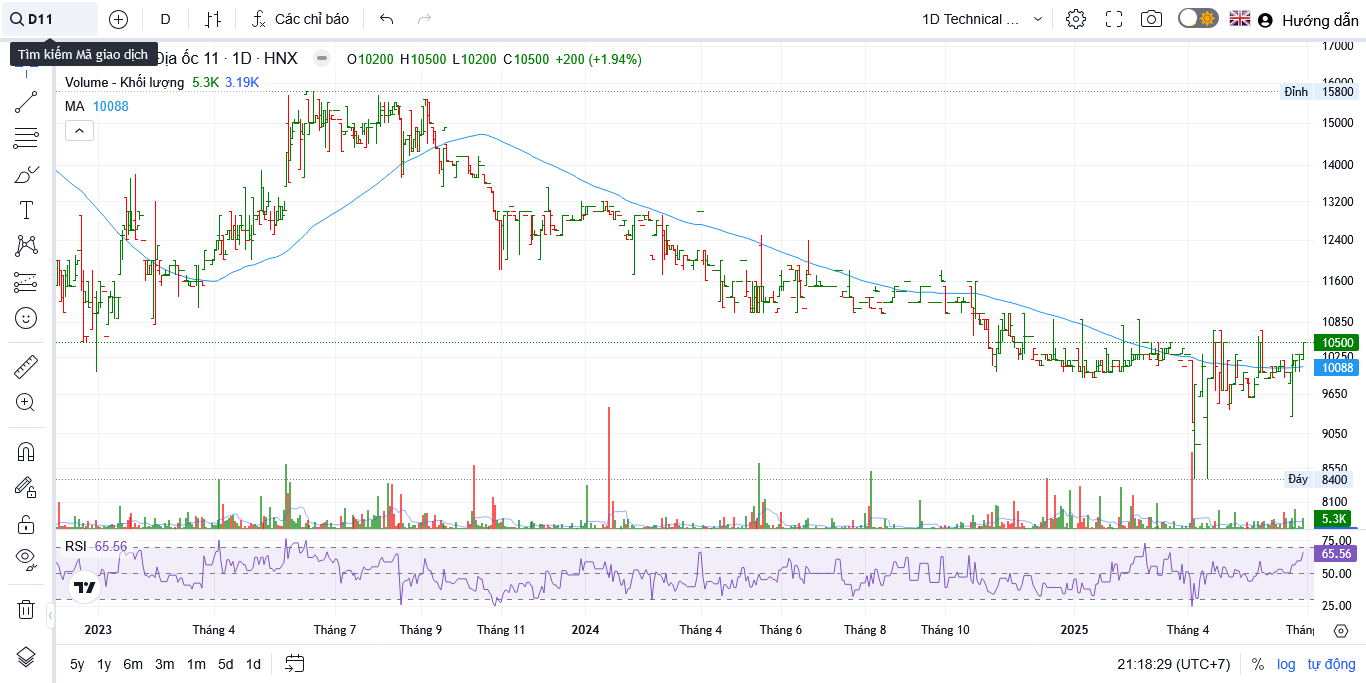 D11
D
Các chỉ báo
1D Technical ...
Hướng dẫn
Tìm kiếm Mã giao dịch
Địa ốc 11 · 1D · HNX
O10200 H10500 L10200 C10500 +200 (+1.94%)
Volume - Khối lượng 5.3K 3.19K
MA 10088
17000
16000
Đỉnh 15800
15000
14000
13200
12400
11600
10850
10500
10250
10088
9650
9050
8550
Đáy 8400
8100
5.3K
RSI 65.56
75.00
65.56
50.00
25.00
2023 Tháng 4 Tháng 7 Tháng 9 Tháng 11 2024 Tháng 4 Tháng 6 Tháng 8 Tháng 10 2025 Tháng 4 Tháng
5y 1y 6m 3m 1m 5d 1d
21:18:29 (UTC+7) % log tự động